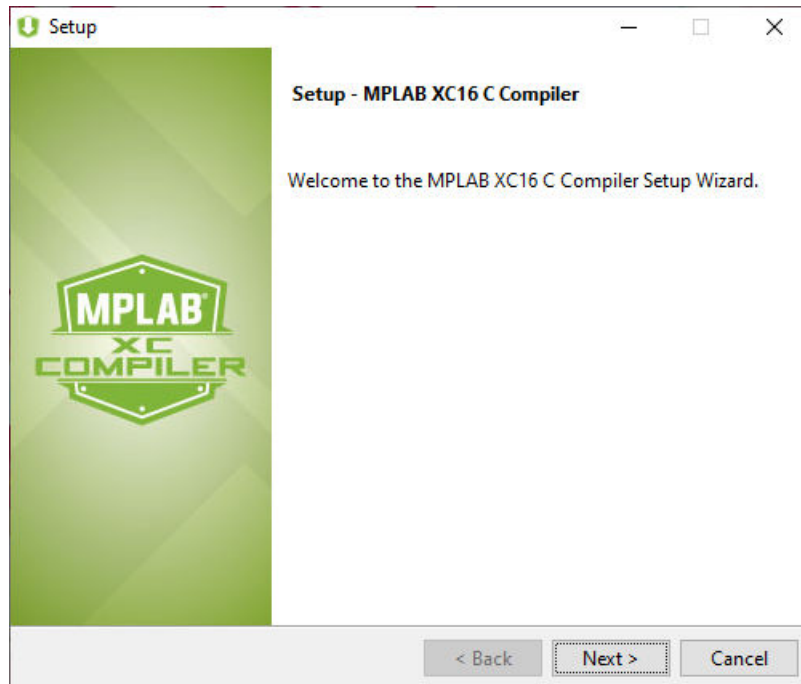 Setup
Setup - MPLAB XC16 C Compiler
Welcome to the MPLAB XC16 C Compiler Setup Wizard.
MPLAB®
XC
COMPILER
< Back
Next >
Cancel